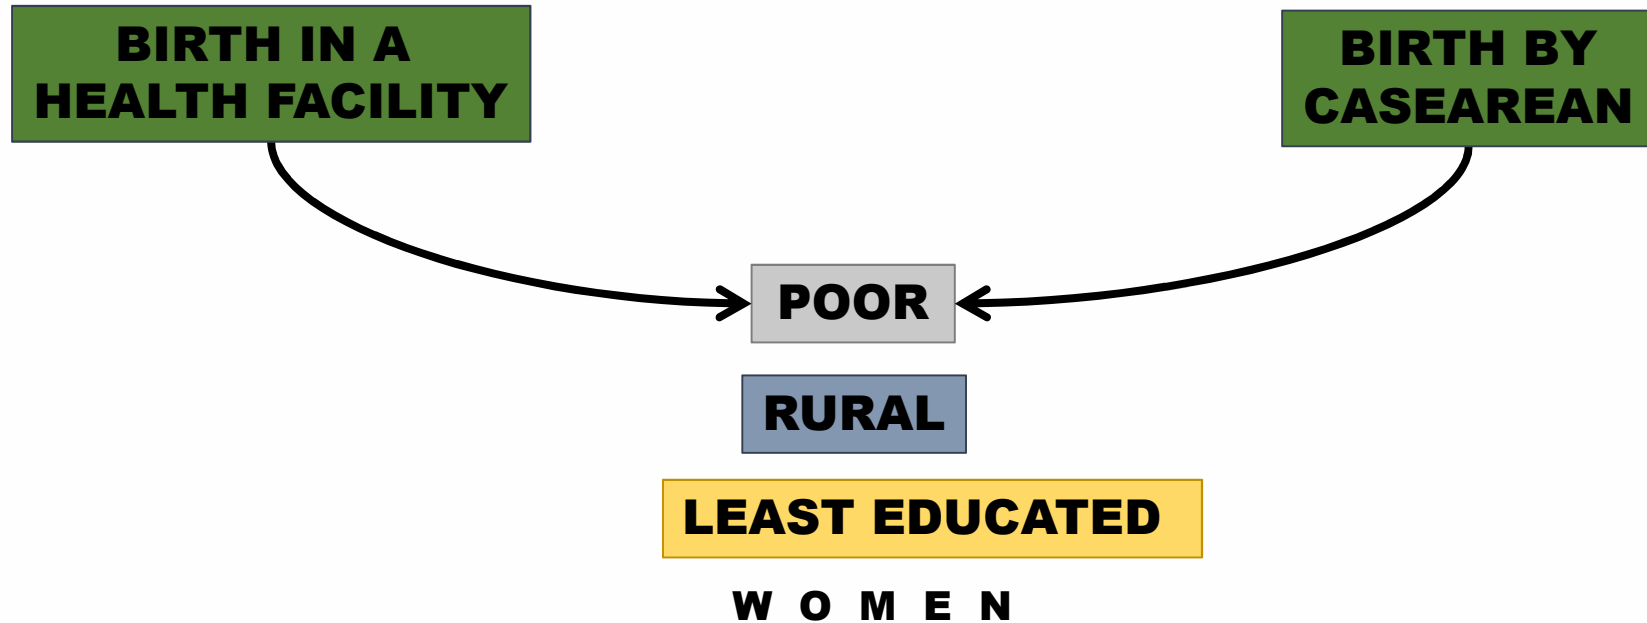 BIRTH IN A
HEALTH FACILITY
BIRTH BY
CASEAREAN
POOR
RURAL
LEAST EDUCATED
W O M E N